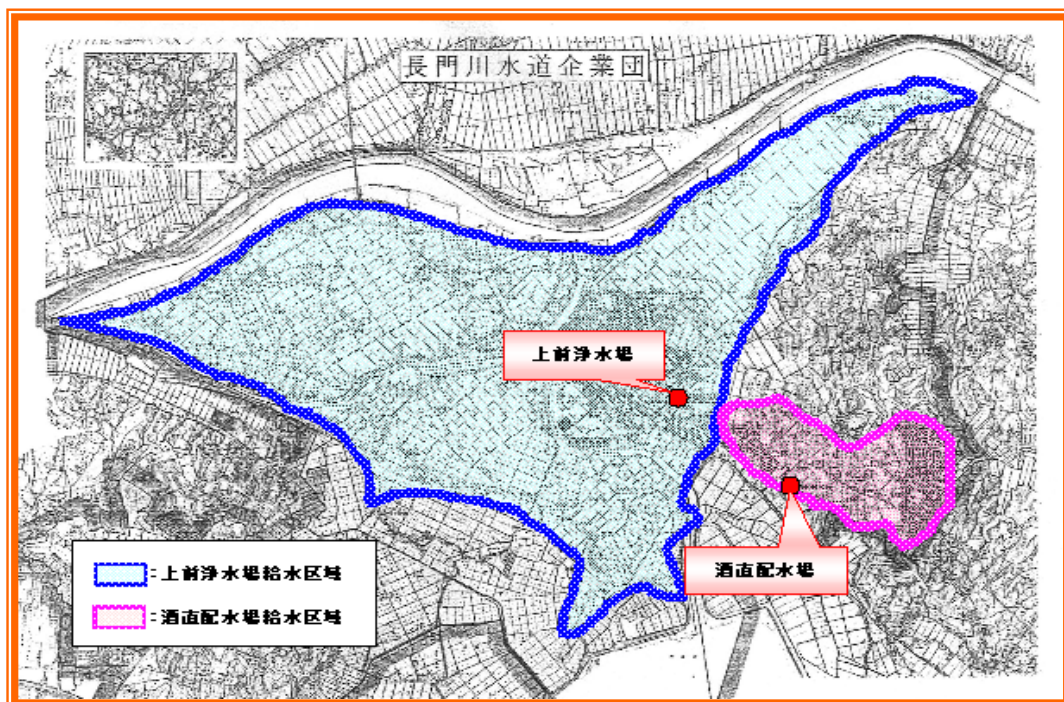 長門川水道企業団
上前浄水場
酒直配水場
：上前浄水場給水区域
：酒直配水場給水区域